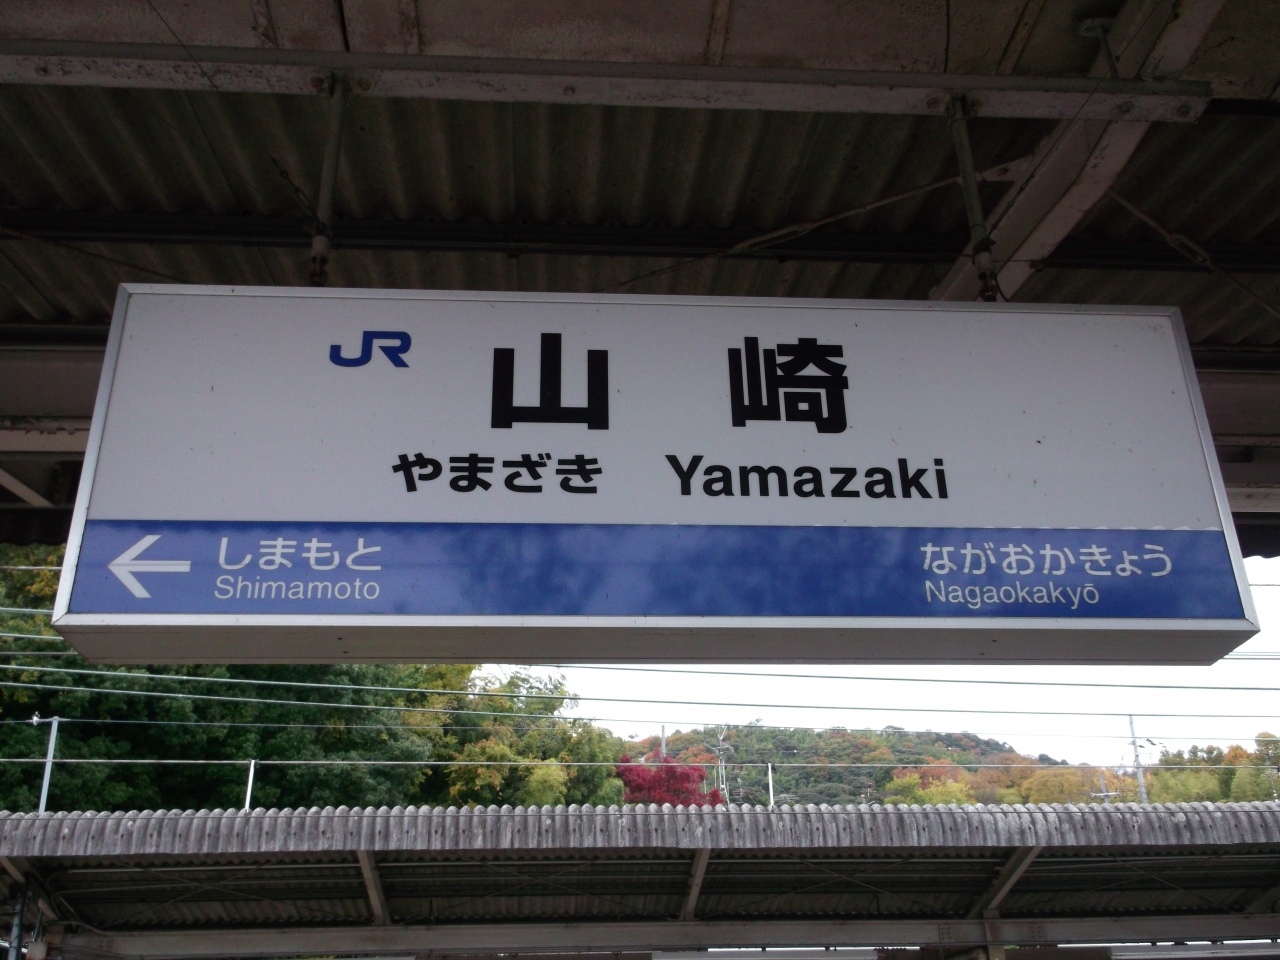 JR 山崎
やまざき Yamazaki
← しまもと ながおかきょう
Shimamoto Nagaokakyō